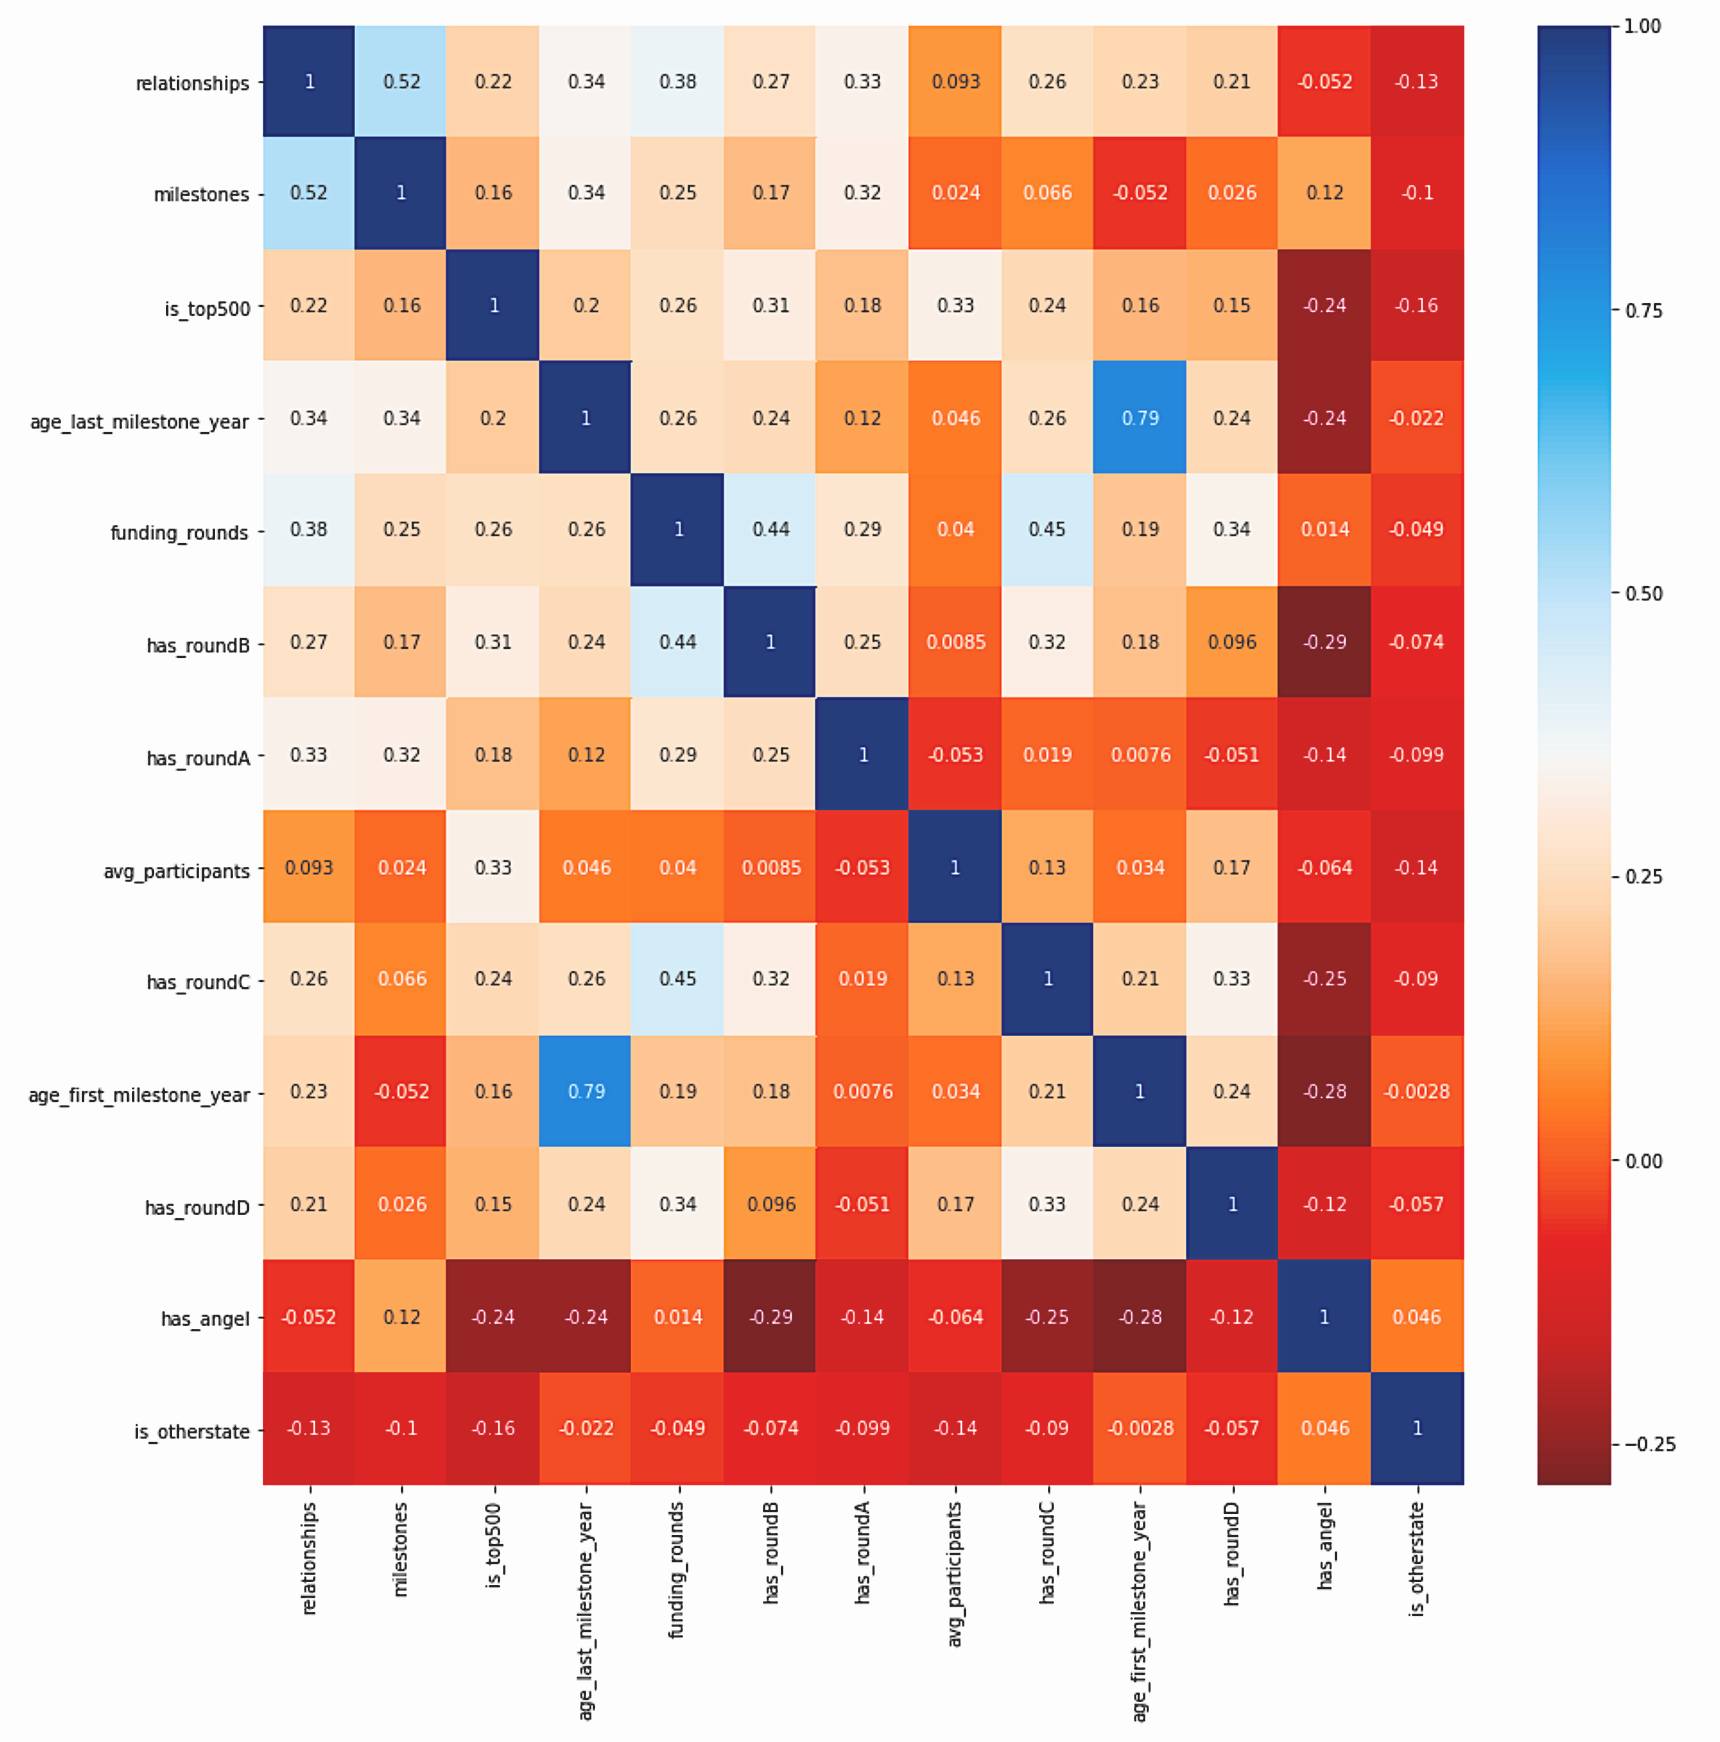 relationships 1 0.52 0.22 0.34 0.38 0.27 0.33 0.093 0.26 0.23 0.21 -0.052 -0.13
milestones 0.52 1 0.16 0.34 0.25 0.17 0.32 0.024 0.066 -0.052 0.026 0.12 -0.1
is_top500 0.22 0.16 1 0.2 0.26 0.31 0.18 0.33 0.24 0.16 0.15 -0.24 -0.16
age_last_milestone_year 0.34 0.34 0.2 1 0.26 0.24 0.12 0.046 0.26 0.79 0.24 -0.24 -0.022
funding_rounds 0.38 0.25 0.26 0.26 1 0.44 0.29 0.04 0.45 0.19 0.34 0.014 -0.049
has_roundB 0.27 0.17 0.31 0.24 0.44 1 0.25 0.0085 0.32 0.18 0.096 -0.29 -0.074
has_roundA 0.33 0.32 0.18 0.12 0.29 0.25 1 -0.053 0.019 0.0076 -0.051 -0.14 -0.099
avg_participants 0.093 0.024 0.33 0.046 0.04 0.0085 -0.053 1 0.13 0.034 0.17 -0.064 -0.14
has_roundC 0.26 0.066 0.24 0.26 0.45 0.32 0.019 0.13 1 0.21 0.33 -0.25 -0.09
age_first_milestone_year 0.23 -0.052 0.16 0.79 0.19 0.18 0.0076 0.034 0.21 1 0.24 -0.28 -0.0028
has_roundD 0.21 0.026 0.15 0.24 0.34 0.096 -0.051 0.17 0.33 0.24 1 -0.12 -0.057
has_angel -0.052 0.12 -0.24 -0.24 0.014 -0.29 -0.14 -0.064 -0.25 -0.28 -0.12 1 0.046
is_otherstate -0.13 -0.1 -0.16 -0.022 -0.049 -0.074 -0.099 -0.14 -0.09 -0.0028 -0.057 0.046 1
relationships
milestones
is_top500
age_last_milestone_year
funding_rounds
has_roundB
has_roundA
avg_participants
has_roundC
age_first_milestone_year
has_roundD
has_angel
is_otherstate
1.00
0.75
0.50
0.25
0.00
−0.25